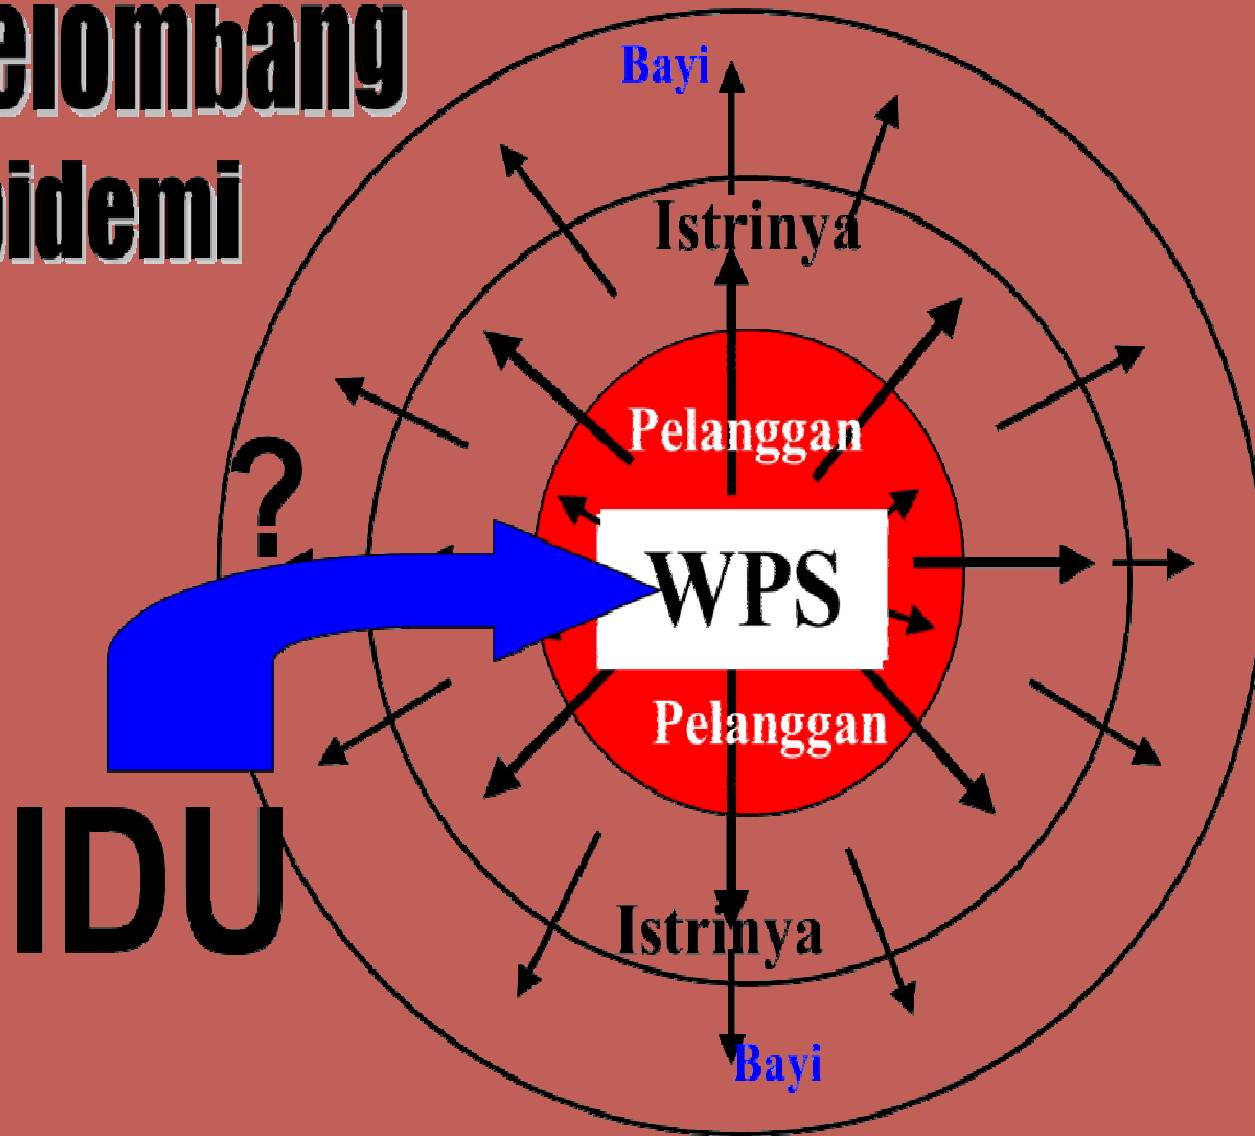 elombang
idemi
Bayi
Istrinya
Pelanggan
?
WPS
Pelanggan
IDU
Istrinya
Bayi